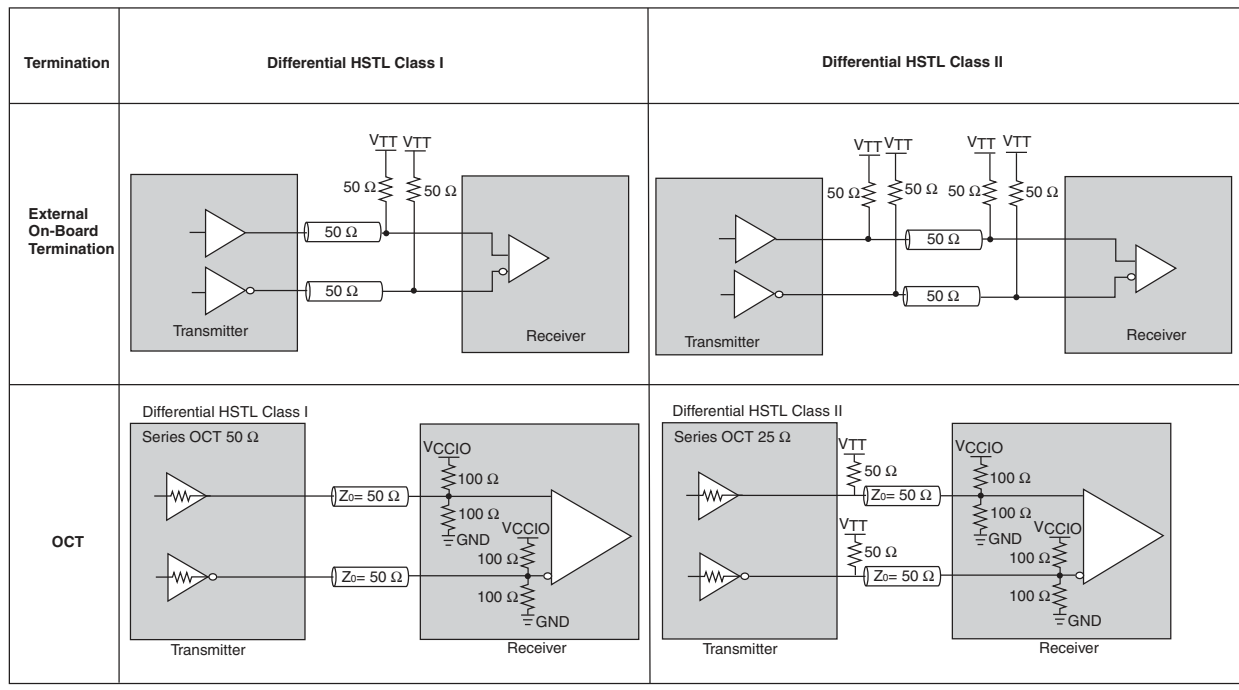 Termination
Differential HSTL Class I
Differential HSTL Class II
External
On-Board
Termination
VTT VTT
50 Ω 50 Ω
50 Ω
50 Ω
Transmitter
Receiver
VTT VTT VTT VTT
50 Ω 50 Ω 50 Ω 50 Ω
50 Ω
50 Ω
Transmitter
Receiver
OCT
Differential HSTL Class I
Series OCT 50 Ω
VCCIO
100 Ω
Z0= 50 Ω
100 Ω
VCCIO
GND
100 Ω
Z0= 50 Ω
100 Ω
GND
Transmitter
Receiver
Differential HSTL Class II
Series OCT 25 Ω
VTT
VCCIO
50 Ω
100 Ω
Z0= 50 Ω
100 Ω
VTT
VCCIO
GND
50 Ω
100 Ω
Z0= 50 Ω
100 Ω
GND
Transmitter
Receiver